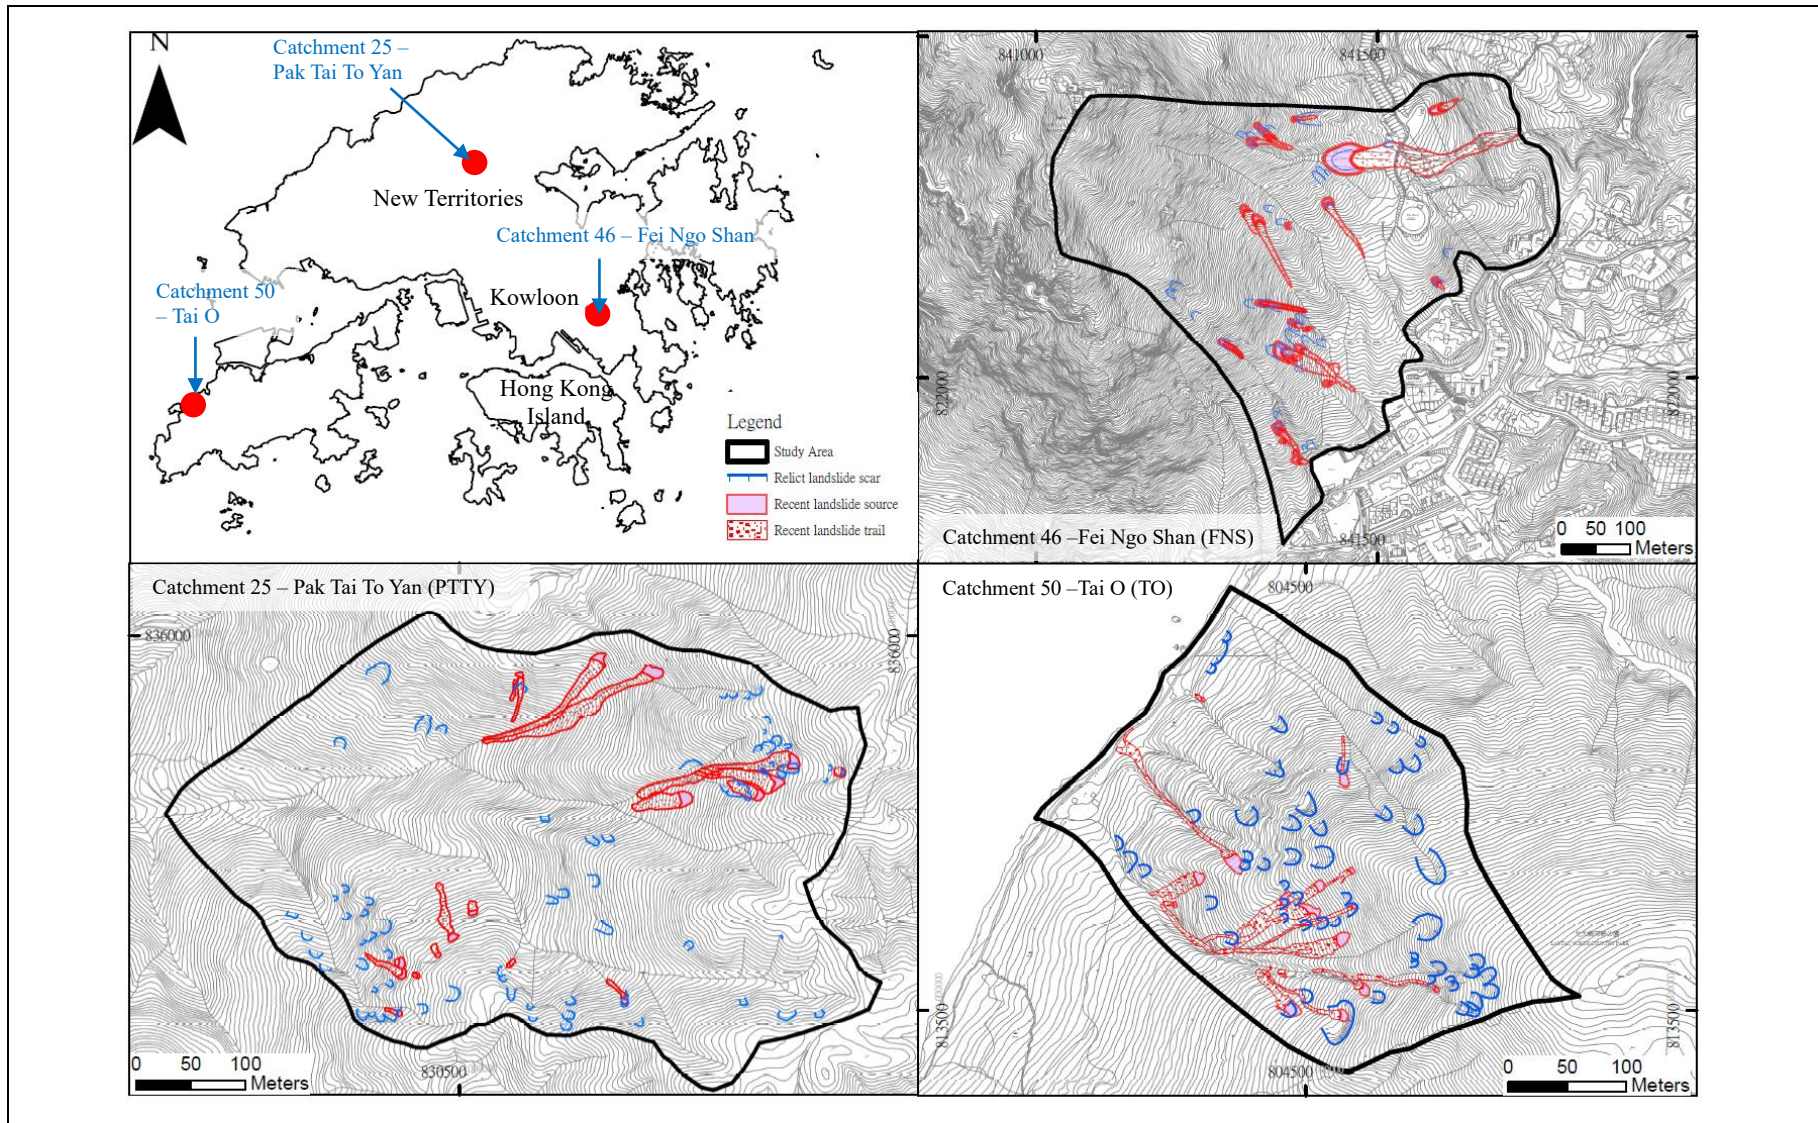 N
Catchment 25 –
Pak Tai To Yan
New Territories
Catchment 46 – Fei Ngo Shan
Catchment 50
– Tai O
Kowloon
Hong Kong
Island
Legend
Study Area
Relict landslide scar
Recent landslide source
Recent landslide trail
841000
841500
822000
822000
Catchment 46 –Fei Ngo Shan (FNS)
841500
0 50 100
Meters
Catchment 25 – Pak Tai To Yan (PTTY)
836000
836000
0 50 100
Meters
830500
Catchment 50 –Tai O (TO)
804500
813500
813500
804500
0 50 100
Meters